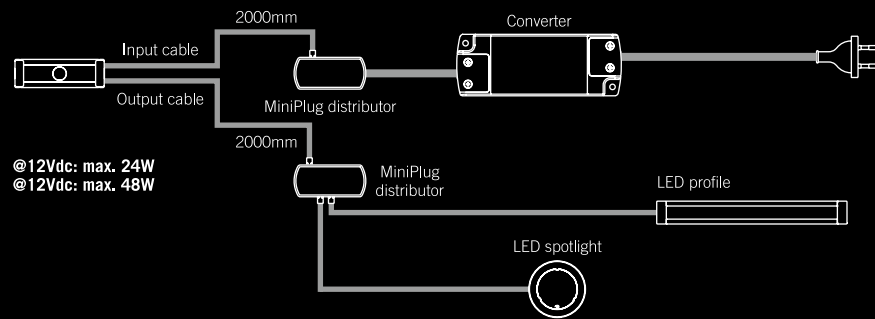 2000mm
Converter
Input cable
Output cable
MiniPlug distributor
2000mm
@12Vdc: max. 24W
@12Vdc: max. 48W
MiniPlug
distributor
LED profile
LED spotlight